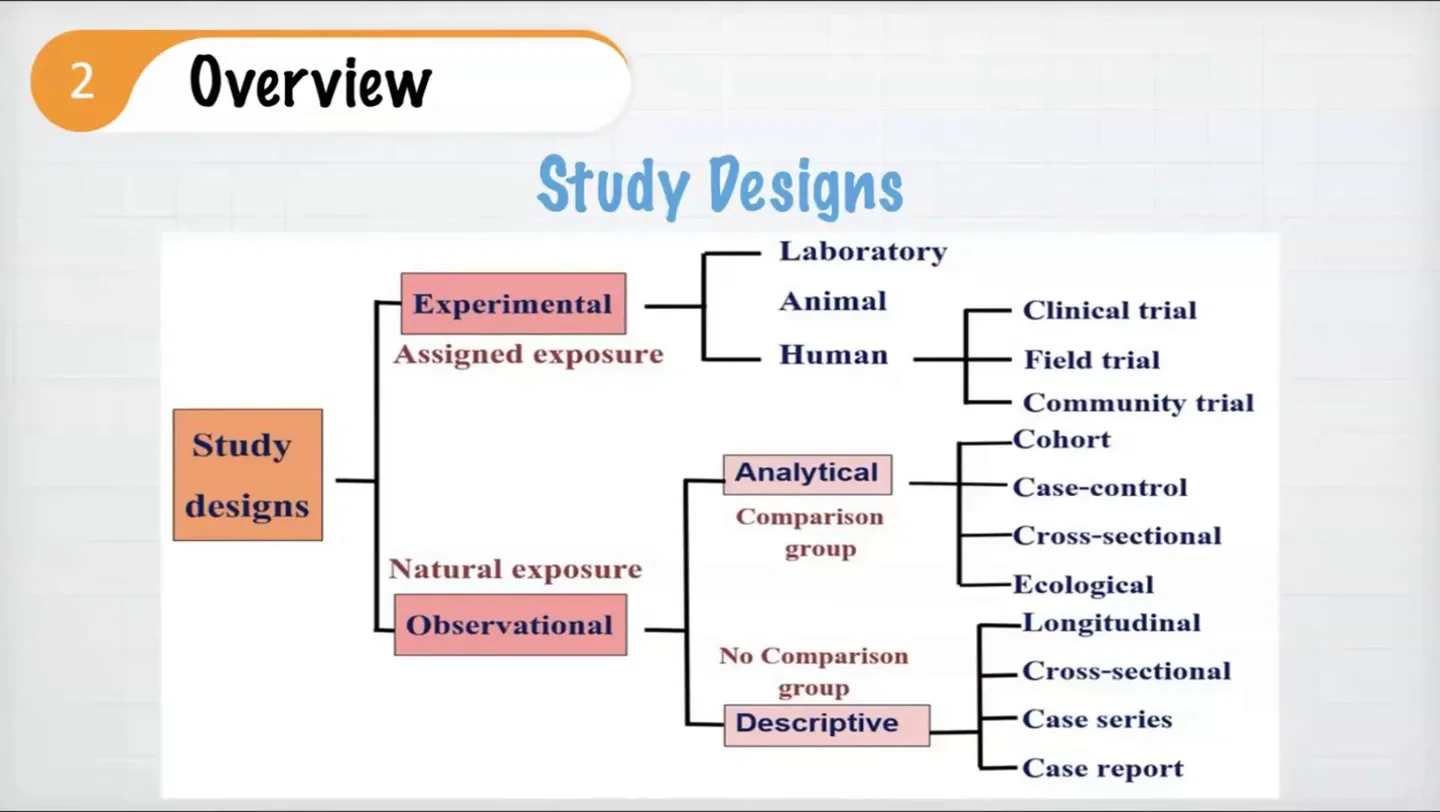 2
Overview
Study Designs
Laboratory
Experimental
Animal
Assigned exposure
Human
Clinical trial
Field trial
Community trial
Study
designs
Analytical
Comparison
group
Cohort
Case-control
Cross-sectional
Ecological
Natural exposure
Observational
No Comparison
group
Descriptive
Longitudinal
Cross-sectional
Case series
Case report